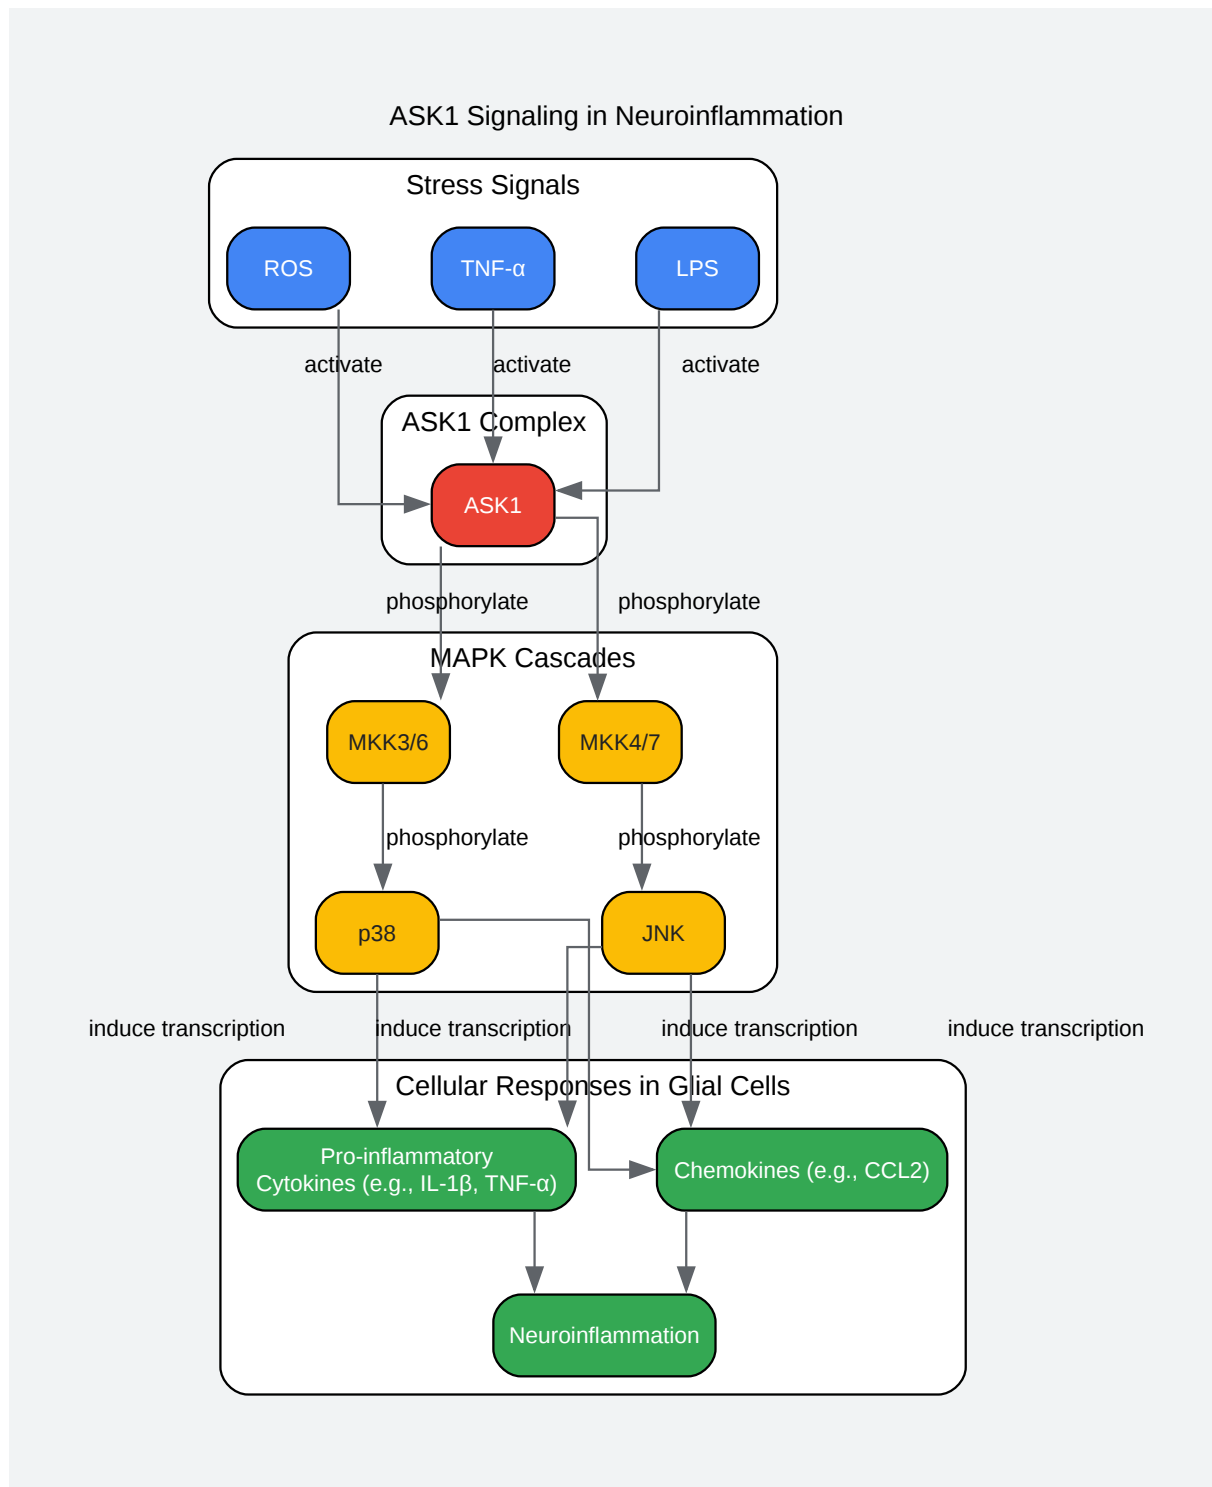 ASK1 Signaling in Neuroinflammation
Stress Signals
ROS
TNF-α
LPS
activate
activate
activate
ASK1 Complex
ASK1
phosphorylate
phosphorylate
MAPK Cascades
MKK3/6
MKK4/7
phosphorylate
phosphorylate
p38
JNK
induce transcription
induce transcription
induce transcription
induce transcription
Cellular Responses in Glial Cells
Pro-inflammatory
Cytokines (e.g., IL-1β, TNF-α)
Chemokines (e.g., CCL2)
Neuroinflammation